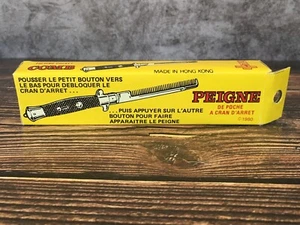 COMB
MADE IN HONG KONG
POUSSER LE PETIT BOUTON VERS
LE BAS POUR DEBLOQUER LE
CRAN D'ARRET...
...PUIS APPUYER SUR L'AUTRE
BOUTON POUR FAIRE
APPARAITRE LE PEIGNE
PEIGNE
DE POCHE
A CRAN D'ARRET